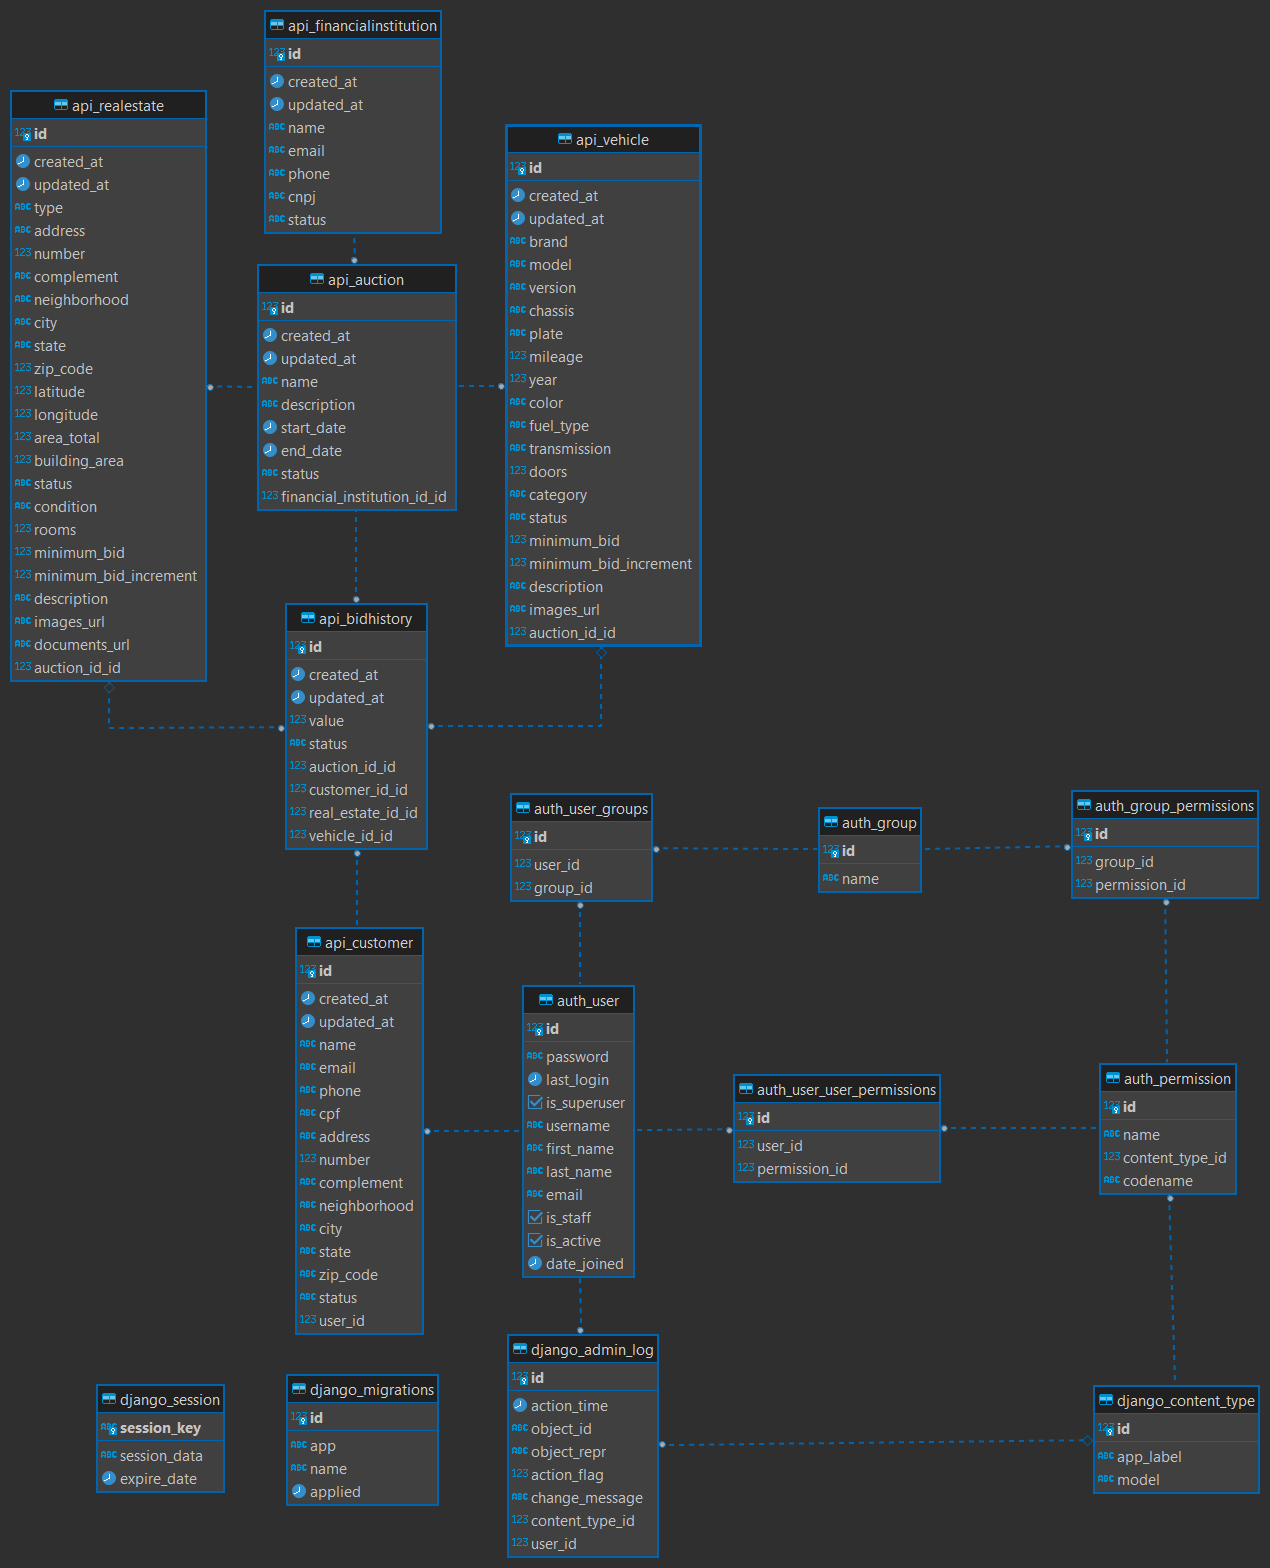 api_financialinstitution
id
created_at
updated_at
name
email
phone
cnpj
status
api_realestate
id
created_at
updated_at
type
address
number
complement
neighborhood
city
state
zip_code
latitude
longitude
area_total
building_area
status
condition
rooms
minimum_bid
minimum_bid_increment
description
images_url
documents_url
auction_id_id
api_auction
id
created_at
updated_at
name
description
start_date
end_date
status
financial_institution_id_id
api_vehicle
id
created_at
updated_at
brand
model
version
chassis
plate
mileage
year
color
fuel_type
transmission
doors
category
status
minimum_bid
minimum_bid_increment
description
images_url
auction_id_id
api_bidhistory
id
created_at
updated_at
value
status
auction_id_id
customer_id_id
real_estate_id_id
vehicle_id_id
auth_user_groups
id
user_id
group_id
auth_group
id
name
auth_group_permissions
id
group_id
permission_id
api_customer
id
created_at
updated_at
name
email
phone
cpf
address
number
complement
neighborhood
city
state
zip_code
status
user_id
auth_user
id
password
last_login
is_superuser
username
first_name
last_name
email
is_staff
is_active
date_joined
auth_user_user_permissions
id
user_id
permission_id
auth_permission
id
name
content_type_id
codename
django_session
session_key
session_data
expire_date
django_migrations
id
app
name
applied
django_admin_log
id
action_time
object_id
object_repr
action_flag
change_message
content_type_id
user_id
django_content_type
id
app_label
model